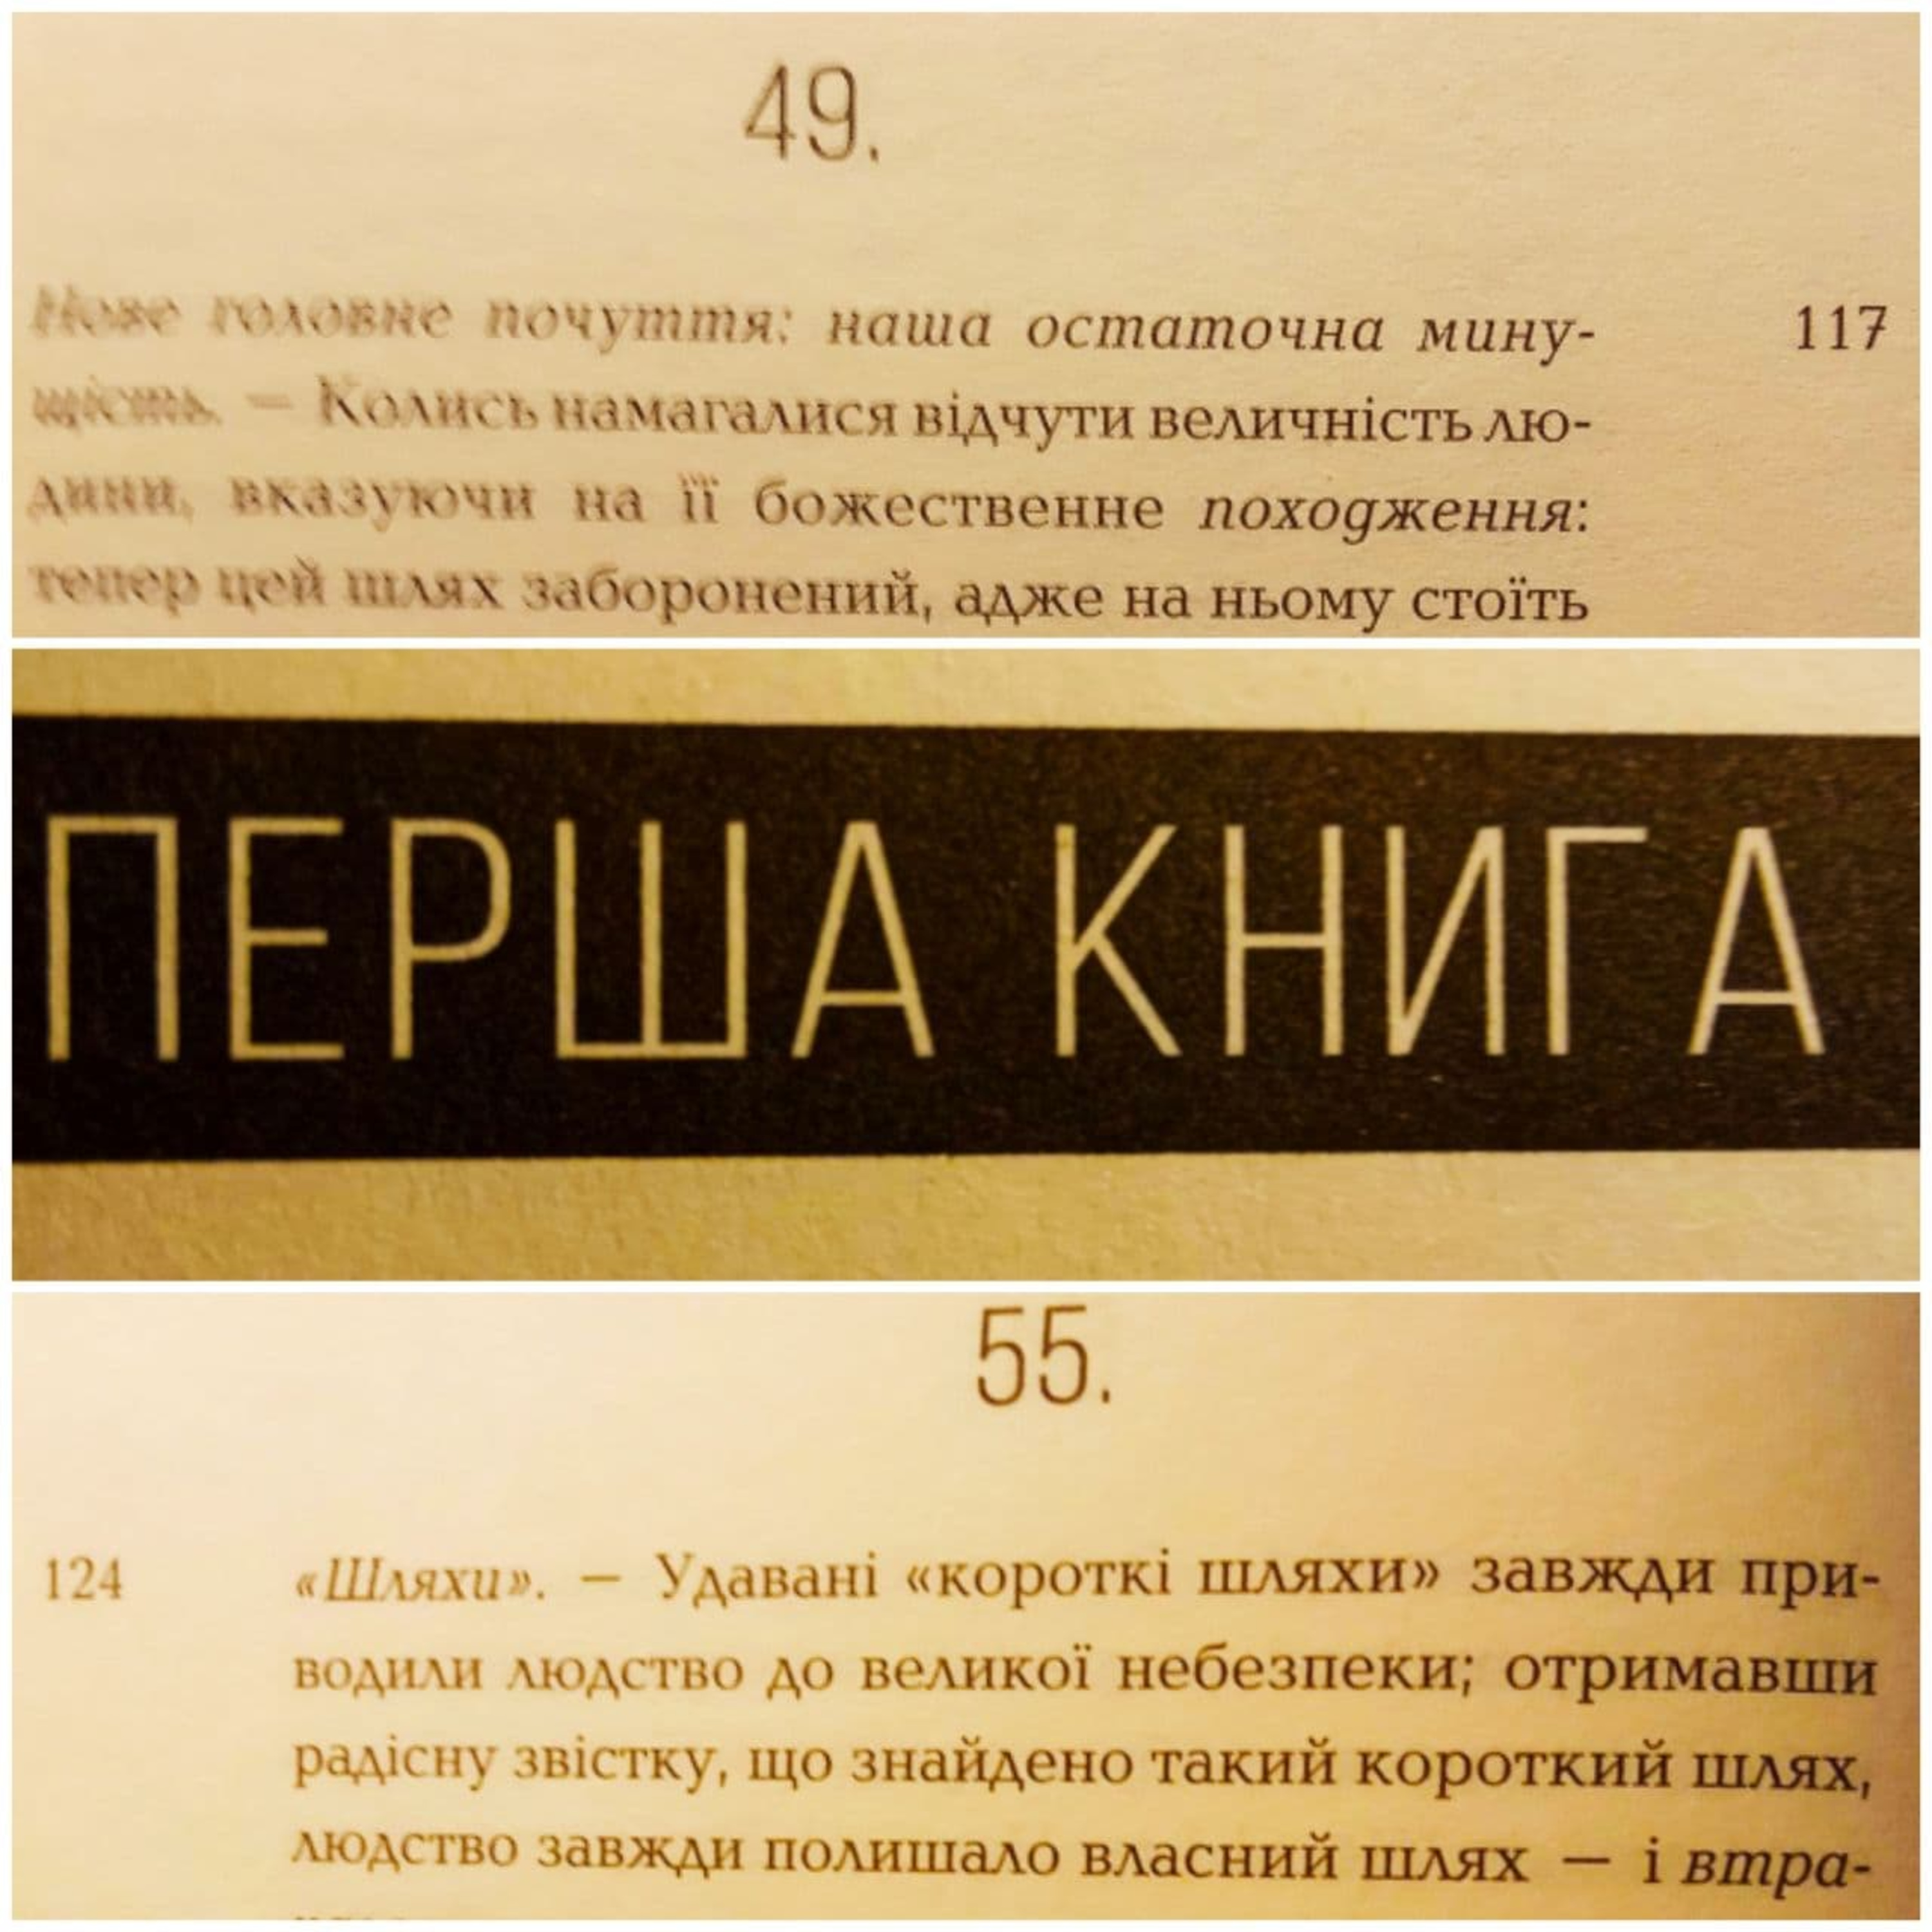 49.
Нове головне почуття: наша остаточна мину- 117
щість. — Колись намагалися відчути величність лю-
дини, вказуючи на її божественне походження:
тепер цей шлях заборонений, адже на ньому стоїть
ПЕРША КНИГА
55.
124 «Шляхи». — Удавані «короткі шляхи» завжди при-
водили людство до великої небезпеки; отримавши
радісну звістку, що знайдено такий короткий шлях,
людство завжди полишало власний шлях — і втра-